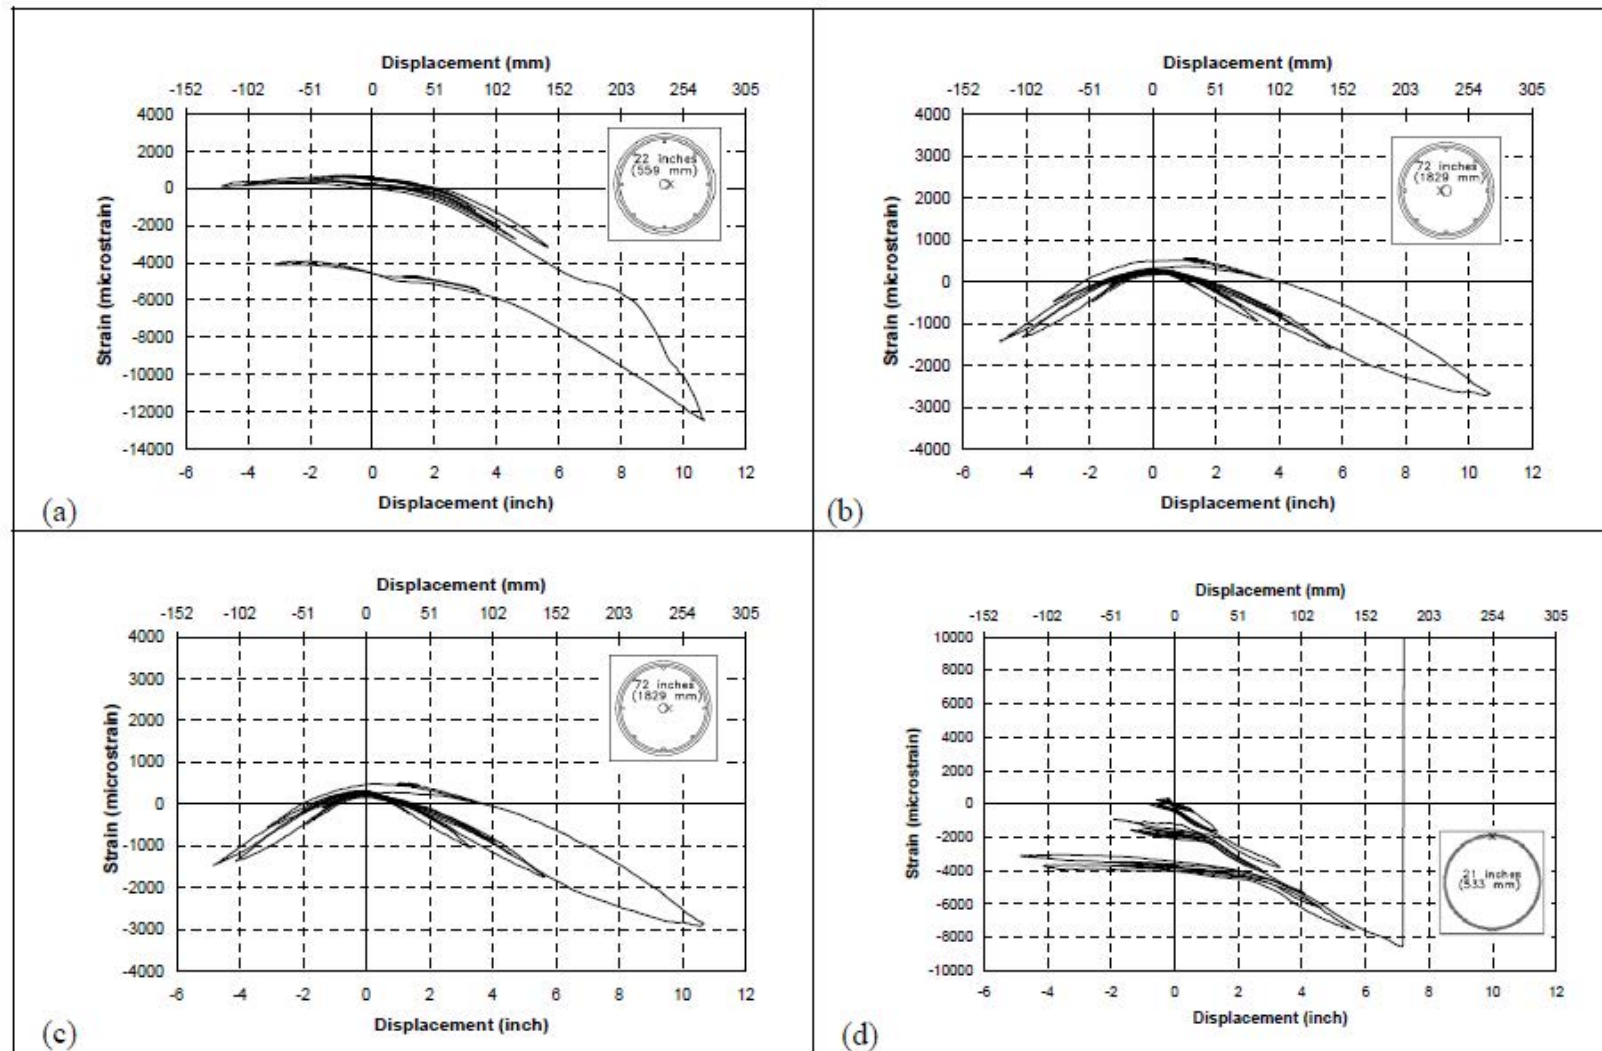 Displacement (mm)
-152 -102 -51 0 51 102 152 203 254 305
4000
2000
0
-2000
-4000
-6000
-8000
-10000
-12000
-14000
Strain (microstrain)
22 inches
(559 mm)
X
-6 -4 -2 0 2 4 6 8 10 12
Displacement (inch)
(a)
Displacement (mm)
-152 -102 -51 0 51 102 152 203 254 305
4000
3000
2000
1000
0
-1000
-2000
-3000
-4000
Strain (microstrain)
72 inches
(1829 mm)
X
-6 -4 -2 0 2 4 6 8 10 12
Displacement (inch)
(b)
Displacement (mm)
-152 -102 -51 0 51 102 152 203 254 305
4000
3000
2000
1000
0
-1000
-2000
-3000
-4000
Strain (microstrain)
72 inches
(1829 mm)
X
-6 -4 -2 0 2 4 6 8 10 12
Displacement (inch)
(c)
Displacement (mm)
-152 -102 -51 0 51 102 152 203 254 305
10000
8000
6000
4000
2000
0
-2000
-4000
-6000
-8000
-10000
Strain (microstrain)
X
21 inches
(533 mm)
-6 -4 -2 0 2 4 6 8 10 12
Displacement (inch)
(d)